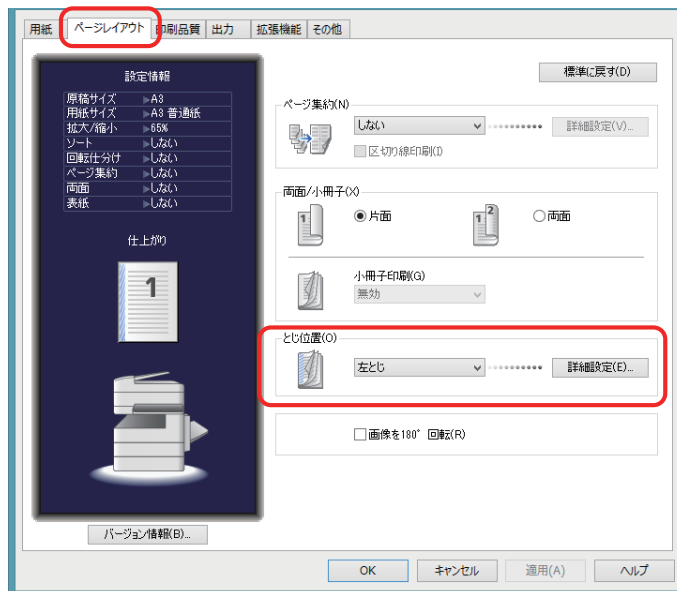 用紙 ページレイアウト 印刷品質 出力 拡張機能 その他
設定情報
原稿サイズ ▶A3
用紙サイズ ▶A3 普通紙
拡大/縮小 ▶65%
ソート ▶しない
回転仕分け ▶しない
ページ集約 ▶しない
両面 ▶しない
表紙 ▶しない
仕上がり
1
バージョン情報(B)...
標準に戻す(D)
ページ集約(N)
しない 詳細設定(V)...
区切り線印刷(I)
両面/小冊子(X)
1 片面 1 2 両面
小冊子印刷(G)
無効
とじ位置(O)
左とじ 詳細設定(E)...
画像を180° 回転(R)
OK キャンセル 適用(A) ヘルプ